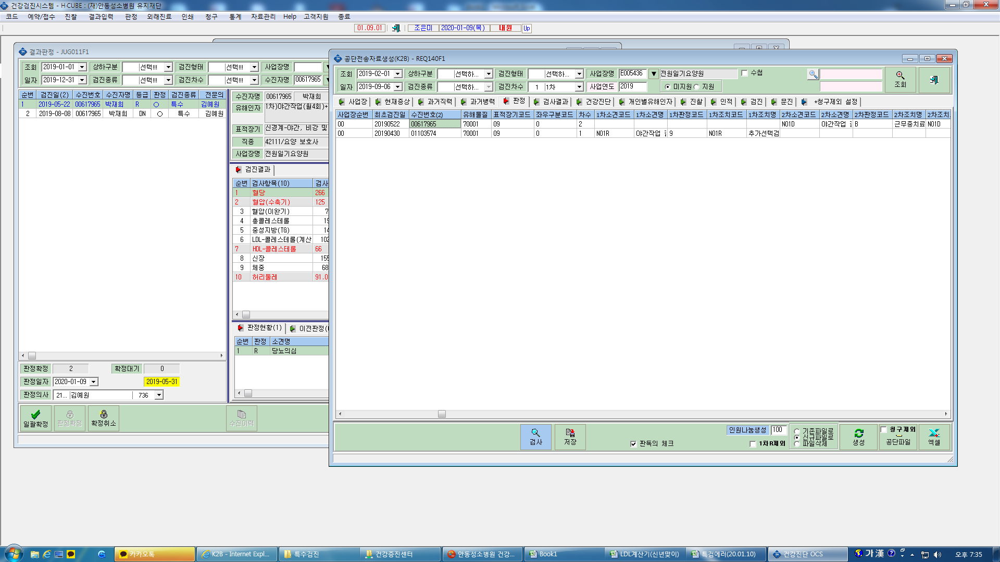 건강검진시스템 - H-CUBE : (재)안동성소병원 유지재단
코드 예약/접수 진찰 결과입력 판정 외래진료 인쇄 청구 통계 자료관리 Help 고객지원 종료
01.09.01 조은미 2020-01-09(목) 내원 Up
결과판정 - JUG011F1
조회 2019-01-01 상하구분 선택!!! 검진형태 선택!!! 사업장명
일자 2019-12-31 검진종류 선택!!! 검진차수 선택!!! 수진자명 00617965
순번 검진일(2) 수진번호 수진자명 등급 판정 검진종류 전문의
1 2019-05-22 00617965 박재희 R ○ 특수 김예원
2 2019-08-08 00617965 박재희 DN ○ 특수 김예원
판정확정 2 확정대기 0
판정일자 2020-01-09 2019-05-31
판정의사 21... 김예원 736
일괄확정 판정확정 확정취소 수진이력
수진자명 00617965 박재희
유해인자 1차)야간작업(월4회)+
표적장기 신경계-야간, 비강 및
직종 42111/요양 보호사
사업장명 전원일기요양원
검진결과
순번 검사항목(10) 검사
1 혈당 266
2 혈압(수축기) 125
3 혈압(이완기) 7
4 총콜레스테롤 19
5 중성지방(TG) 14
6 LDL-콜레스테롤(계산 102
7 HDL-콜레스테롤 66
8 신장 155
9 체중 68
10 허리둘레 91.0
판정현황(1) 이전판정(
순번 판정 소견명
1 R 당뇨의심
공단전송자료생성(K2B) - REQ140F1
조회 2019-02-01 상하구분 선택하... 검진형태 선택하... 사업장명 E005436 ▼ 전원일기요양원 수첩
일자 2019-09-06 검진종류 선택하... 검진차수 1 1차 사업연도 2019 미지원 지원
조회
사업장 현재증상 과거직력 과거병력 판정 검사결과 건강진단 개인별유해인자 진찰 인적 검진 문진 *청구제외 설정
사업장순번 최초검진일 수진번호(2) 유해물질 표적장기코드 좌우구분코드 차수 1차소견코드 1차소견명 1차판정코드 1차조치코드 1차조치명 2차소견코드 2차소견명 2차판정코드 2차조치명 2차조치
00 20190522 00617965 70001 09 0 2 N01D 야간작업 B 근무중치료 N01D
00 20190430 01103574 70001 09 0 1 N01R 야간작업 9 N01R 추가선택검
검사 저장 판독의 체크
인원나눔생성 100
1차R제외
기존파일로
신규파일로
파일삭제
생성
청구제외
공단파일
엑셀
카카오톡 K2B - Internet Expl... 특수검진 건강증진센터 안동성소병원 건강... Book1 LDL계산기(신년맞이) 특검에러(20.01.10) 건강진단 OCS 가 漢 오후 7:35